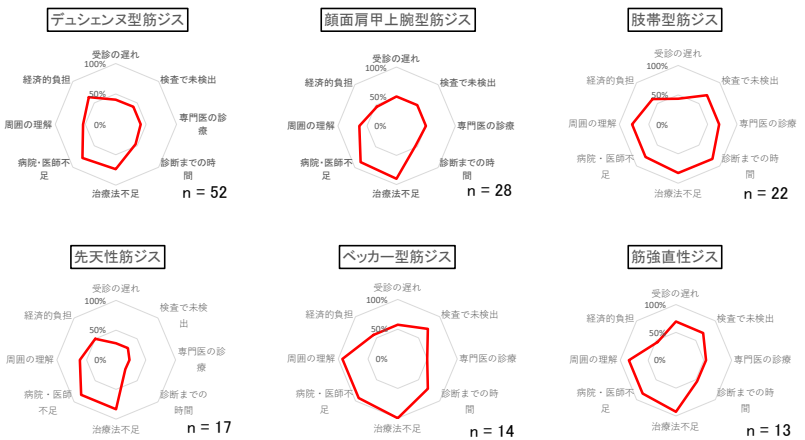 デュシェンヌ型筋ジス
受診の遅れ
100%
検査で未検出
経済的負担
50%
専門医の診
療
周囲の理解
0%
病院・医師不
足
診断までの時
間
治療法不足
n = 52
顔面肩甲上腕型筋ジス
受診の遅れ
100%
検査で未検出
経済的負担
50%
専門医の診療
周囲の理解
0%
病院・医師不
足
診断までの時
間
治療法不足
n = 28
肢帯型筋ジス
受診の遅れ
100%
検査で未検出
経済的負担
50%
専門医の診療
周囲の理解
0%
病院・医師不
足
診断までの時
間
治療法不足
n = 22
先天性筋ジス
受診の遅れ
100%
検査で未検
出
経済的負担
50%
専門医の診
療
周囲の理解
0%
病院・医師
不足
診断までの
時間
治療法不足
n = 17
ベッカー型筋ジス
受診の遅れ
100%
検査で未検出
経済的負担
50%
専門医の診療
周囲の理解
0%
病院・医師不
足
診断までの時
間
治療法不足
n = 14
筋強直性ジス
受診の遅れ
100%
検査で未検出
経済的負担
50%
専門医の診療
周囲の理解
0%
病院・医師不
足
診断までの時
間
治療法不足
n = 13